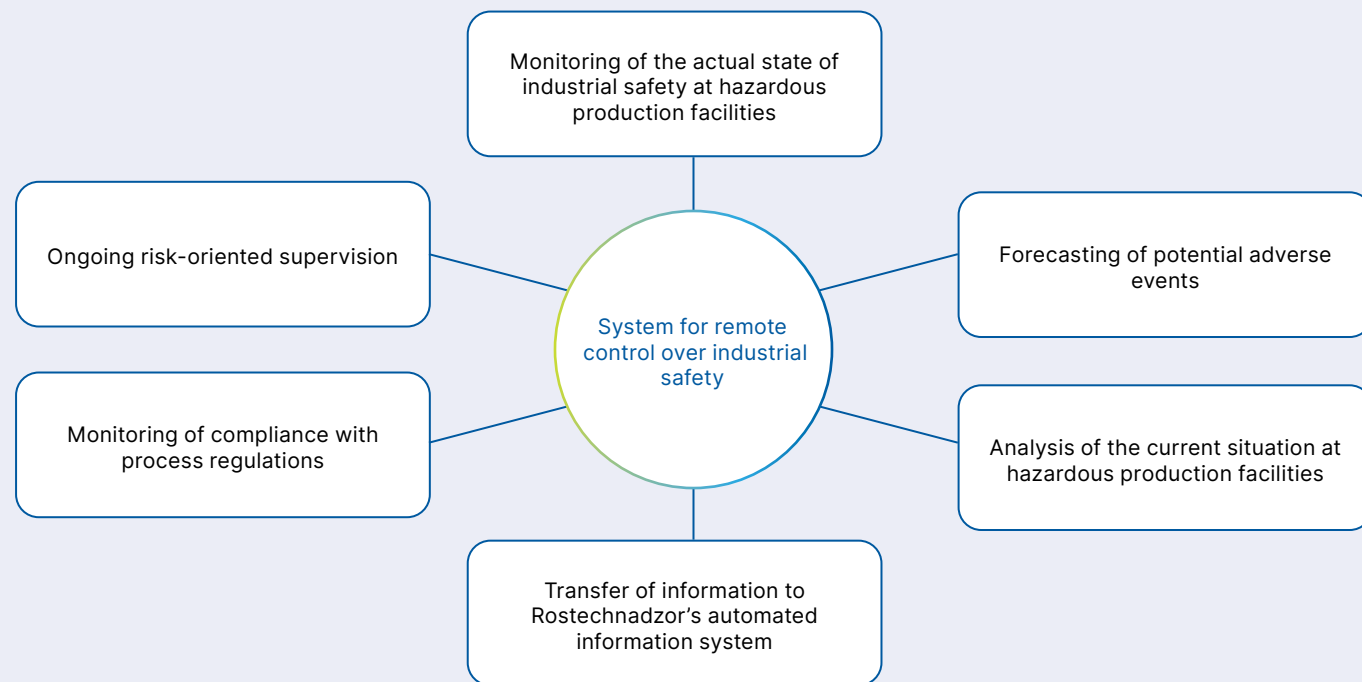 Monitoring of the actual state of
industrial safety at hazardous
production facilities
Ongoing risk-oriented supervision
Forecasting of potential adverse
events
System for remote
control over industrial
safety
Monitoring of compliance with
process regulations
Analysis of the current situation at
hazardous production facilities
Transfer of information to
Rostechnadzor’s automated
information system